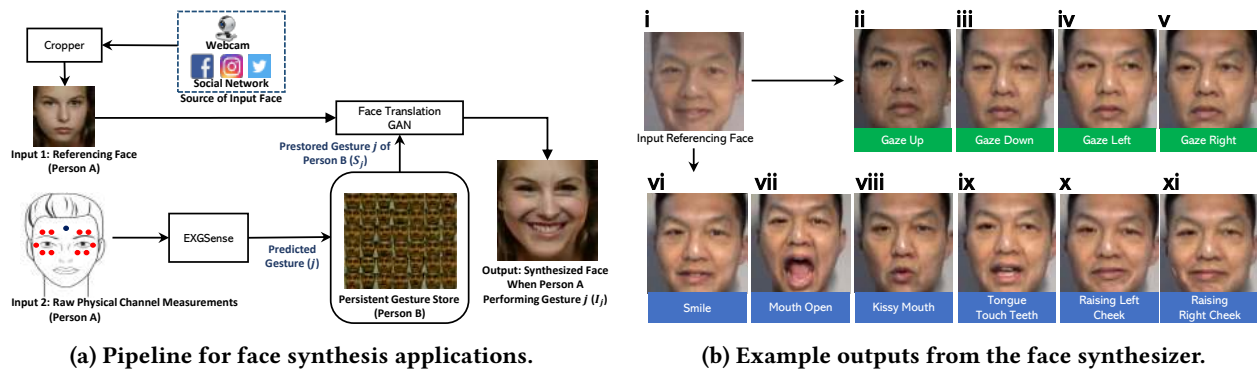 Cropper
Webcam
Social Network
Source of Input Face
Input 1: Referencing Face
(Person A)
Face Translation
GAN
Prestored Gesture j of
Person B (Sj)
EXGSense
Predicted
Gesture (j)
Input 2: Raw Physical Channel Measurements
(Person A)
Persistent Gesture Store
(Person B)
Output: Synthesized Face
When Person A
Performing Gesture j (Ij)
(a) Pipeline for face synthesis applications.
i
ii
iii
iv
v
Input Referencing Face
Gaze Up
Gaze Down
Gaze Left
Gaze Right
vi
vii
viii
ix
x
xi
Smile
Mouth Open
Kissy Mouth
Tongue
Touch Teeth
Raising Left
Cheek
Raising
Right Cheek
(b) Example outputs from the face synthesizer.